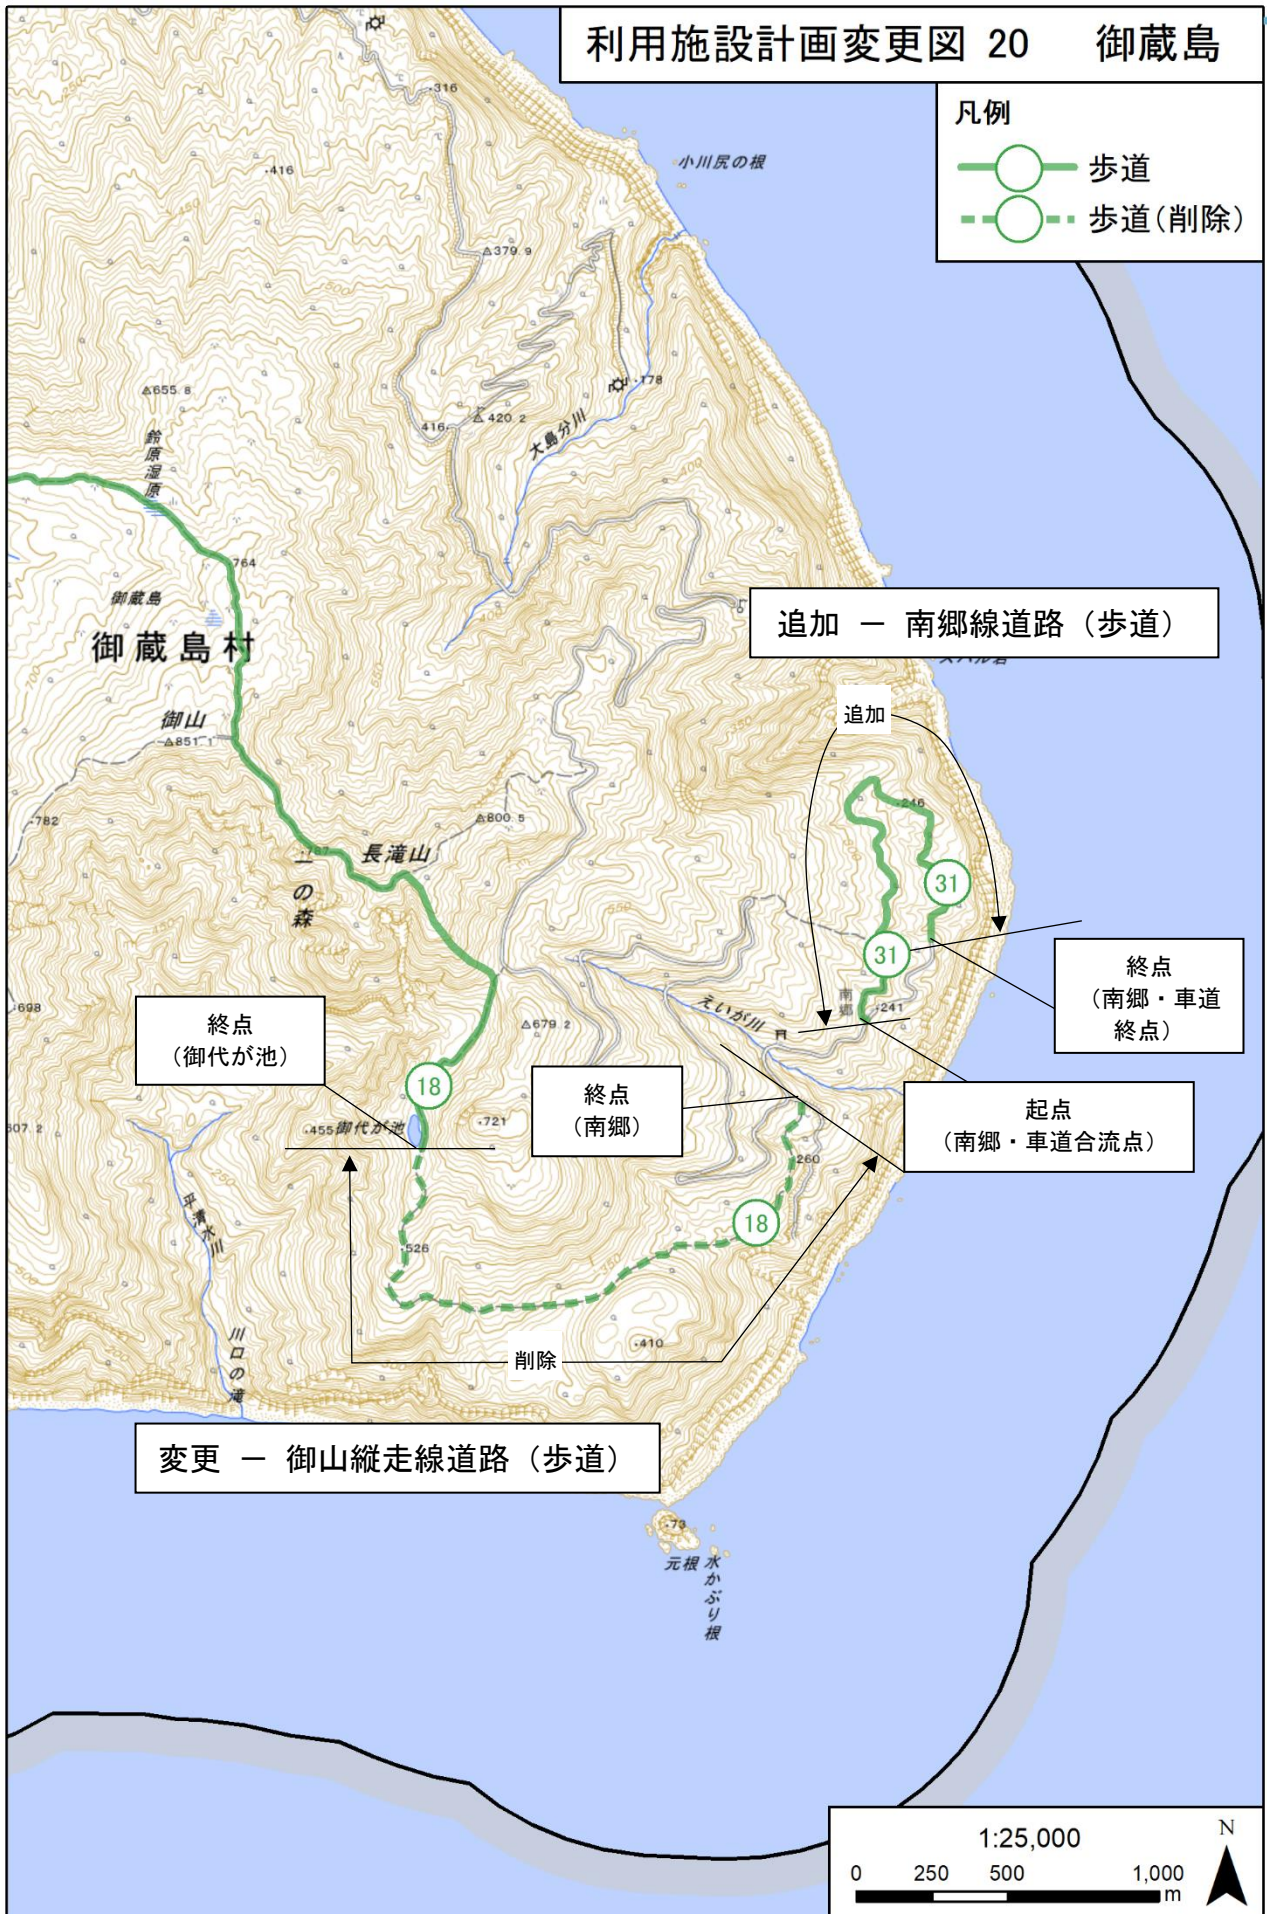 利用施設計画変更図 20 御蔵島
凡例
歩道
歩道(削除)
316
小川尻の根
416
379.9
655.8
178
420.2
416
大島分川
鈴原湿原
764
御蔵島
御蔵島村
追加 － 南郷線道路（歩道）
御山
851.1
追加
246
782
800.5
787
長滝山
一の森
31
31
698
終点
（南郷・車道
終点）
南郷
241
えいが川
679.2
終点
（御代が池）
18
終点
（南郷）
起点
（南郷・車道合流点）
607.2
455
御代が池
721
260
平清水川
18
526
川口の滝
410
削除
変更 － 御山縦走線道路（歩道）
73
元根
水かぶり根
1:25,000
N
0 250 500 1,000
m